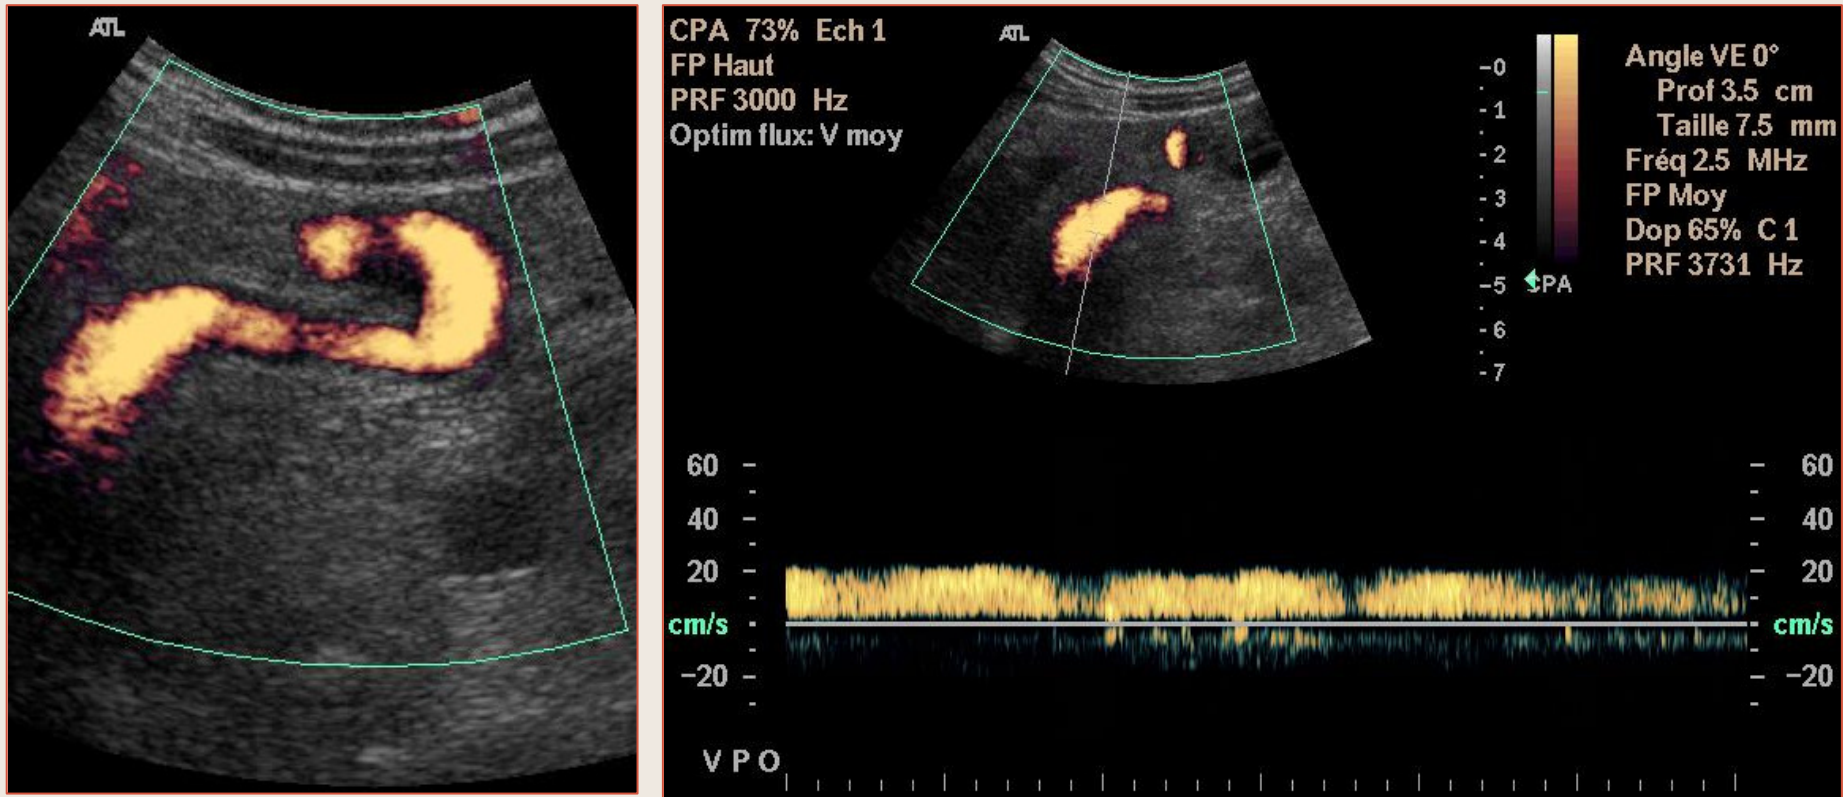 ATL
CPA 73% Ech 1
FP Haut
PRF 3000 Hz
Optim flux: V moy
ATL
-0
-1
-2
-3
-4
-5
-6
-7
CPA
Angle VE 0°
Prof 3.5 cm
Taille 7.5 mm
Fréq 2.5 MHz
FP Moy
Dop 65% C 1
PRF 3731 Hz
60 60
40 40
20 20
cm/s cm/s
-20 -20
V P O